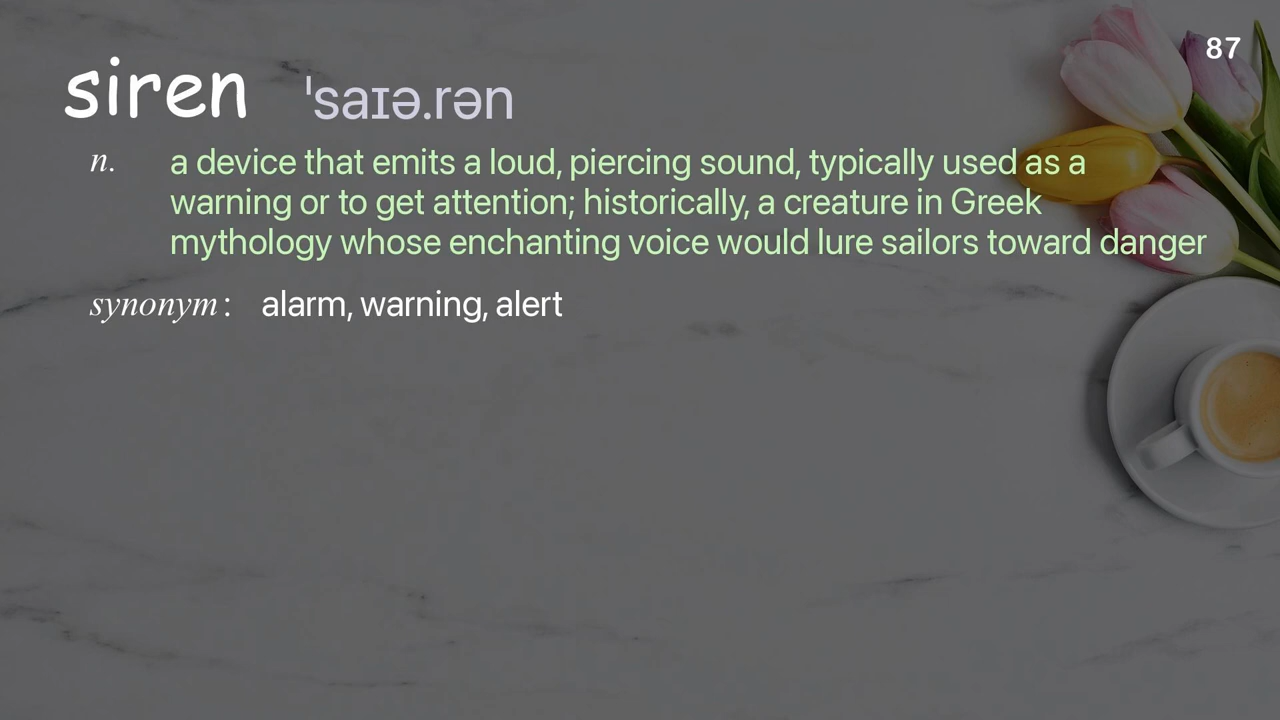 87
siren ˈsaɪə.rən
n. a device that emits a loud, piercing sound, typically used as a
warning or to get attention; historically, a creature in Greek
mythology whose enchanting voice would lure sailors toward danger
synonym: alarm, warning, alert